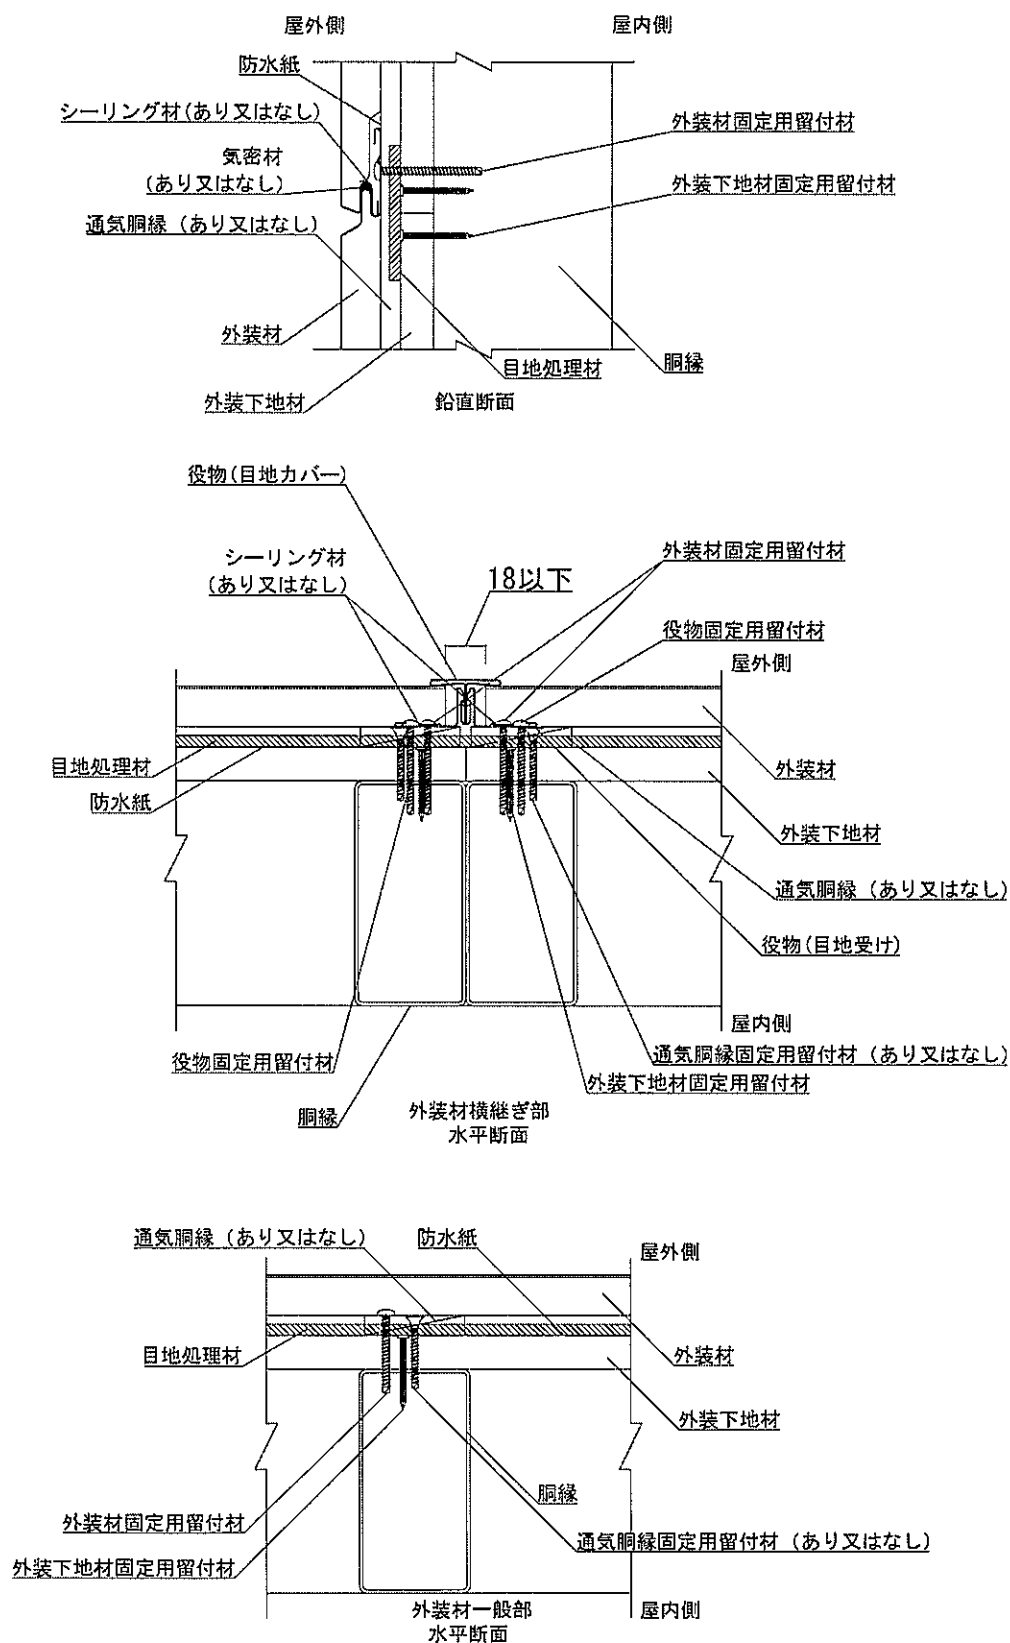 屋外側
屋内側
防水紙
シーリング材(あり又はなし)
外装材固定用留付材
気密材
(あり又はなし)
外装下地材固定用留付材
通気胴縁 (あり又はなし)
外装材
目地処理材
胴縁
外装下地材
鉛直断面
役物(目地カバー)
シーリング材
(あり又はなし)
18以下
外装材固定用留付材
役物固定用留付材
屋外側
目地処理材
防水紙
外装材
外装下地材
通気胴縁 (あり又はなし)
役物(目地受け)
屋内側
役物固定用留付材
通気胴縁固定用留付材 (あり又はなし)
外装下地材固定用留付材
胴縁
外装材横継ぎ部
水平断面
通気胴縁 (あり又はなし)
防水紙
屋外側
目地処理材
外装材
外装下地材
胴縁
外装材固定用留付材
通気胴縁固定用留付材 (あり又はなし)
外装下地材固定用留付材
外装材一般部
水平断面
屋内側